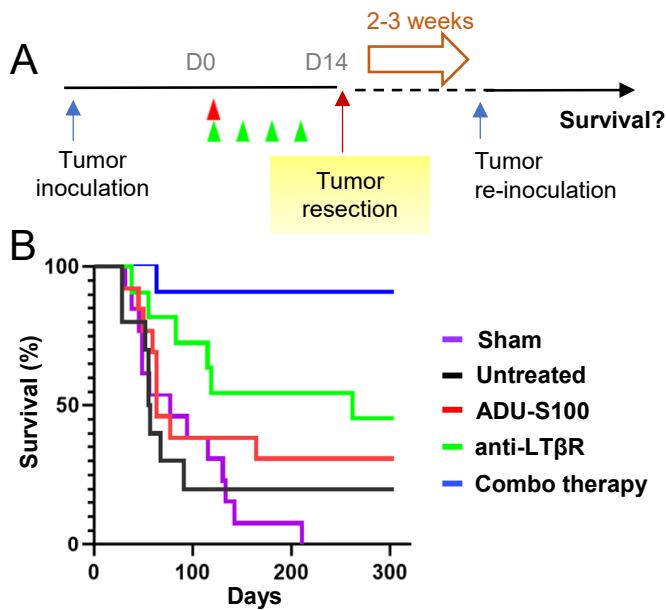 A
2-3 weeks
D0
D14
Survival?
Tumor
inoculation
Tumor
resection
Tumor
re-inoculation
B
100
50
0
Survival (%)
0
100
200
300
Days
Sham
Untreated
ADU-S100
anti-LTβR
Combo therapy